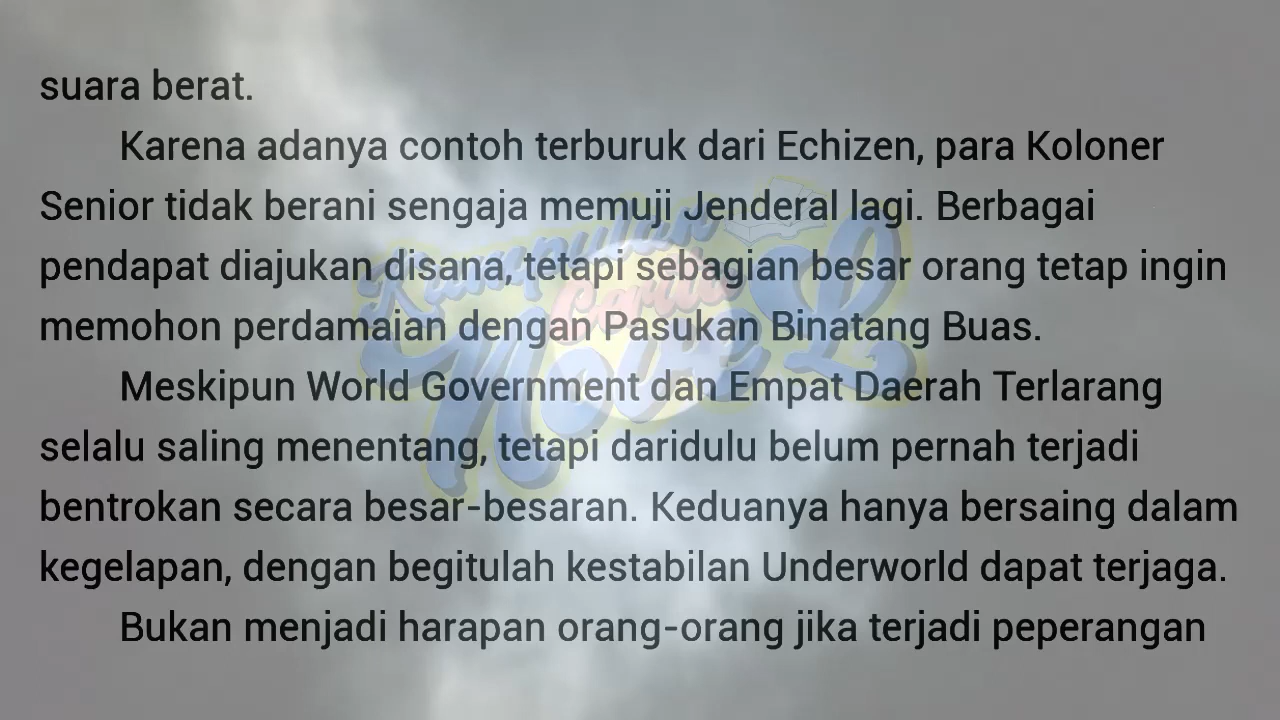 suara berat.
Karena adanya contoh terburuk dari Echizen, para Koloner
Senior tidak berani sengaja memuji Jenderal lagi. Berbagai
pendapat diajukan disana, tetapi sebagian besar orang tetap ingin
memohon perdamaian dengan Pasukan Binatang Buas.
Meskipun World Government dan Empat Daerah Terlarang
selalu saling menentang, tetapi daridulu belum pernah terjadi
bentrokan secara besar-besaran. Keduanya hanya bersaing dalam
kegelapan, dengan begitulah kestabilan Underworld dapat terjaga.
Bukan menjadi harapan orang-orang jika terjadi peperangan
Kumpulan
Cerita
Novel